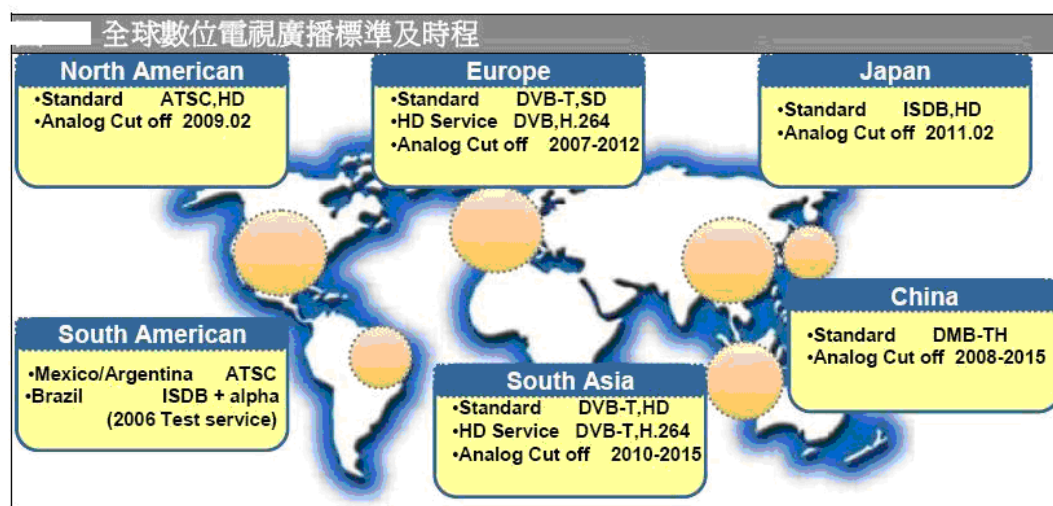 全球數位電視廣播標準及時程
North American
•Standard ATSC,HD
•Analog Cut off 2009.02
Europe
•Standard DVB-T,SD
•HD Service DVB,H.264
•Analog Cut off 2007-2012
Japan
•Standard ISDB,HD
•Analog Cut off 2011.02
South American
•Mexico/Argentina ATSC
•Brazil ISDB + alpha
(2006 Test service)
South Asia
•Standard DVB-T,HD
•HD Service DVB-T,H.264
•Analog Cut off 2010-2015
China
•Standard DMB-TH
•Analog Cut off 2008-2015